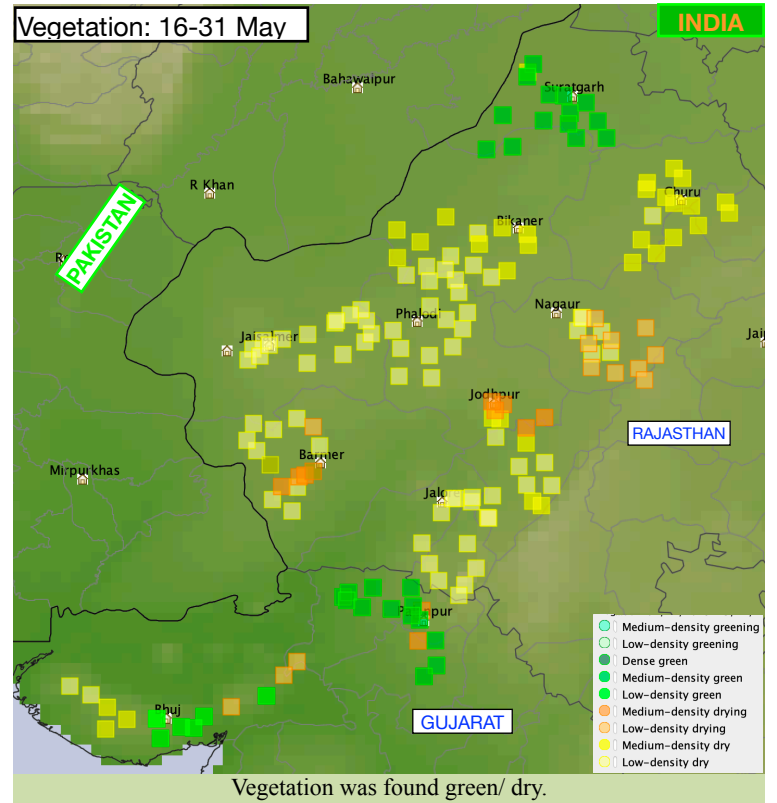 Vegetation: 16-31 May
INDIA
Bahawalpur
Suratgarh
R Khan
Churu
PAKISTAN
Bikaner
Nagaur
Phalodi
Jaisalmer
Jodhpur
RAJASTHAN
Barmer
Mirpurkhas
Jalore
Medium-density greening
Low-density greening
Dense green
Medium-density green
Low-density green
Medium-density drying
Low-density drying
Medium-density dry
Low-density dry
Bhuj
GUJARAT
Vegetation was found green/ dry.